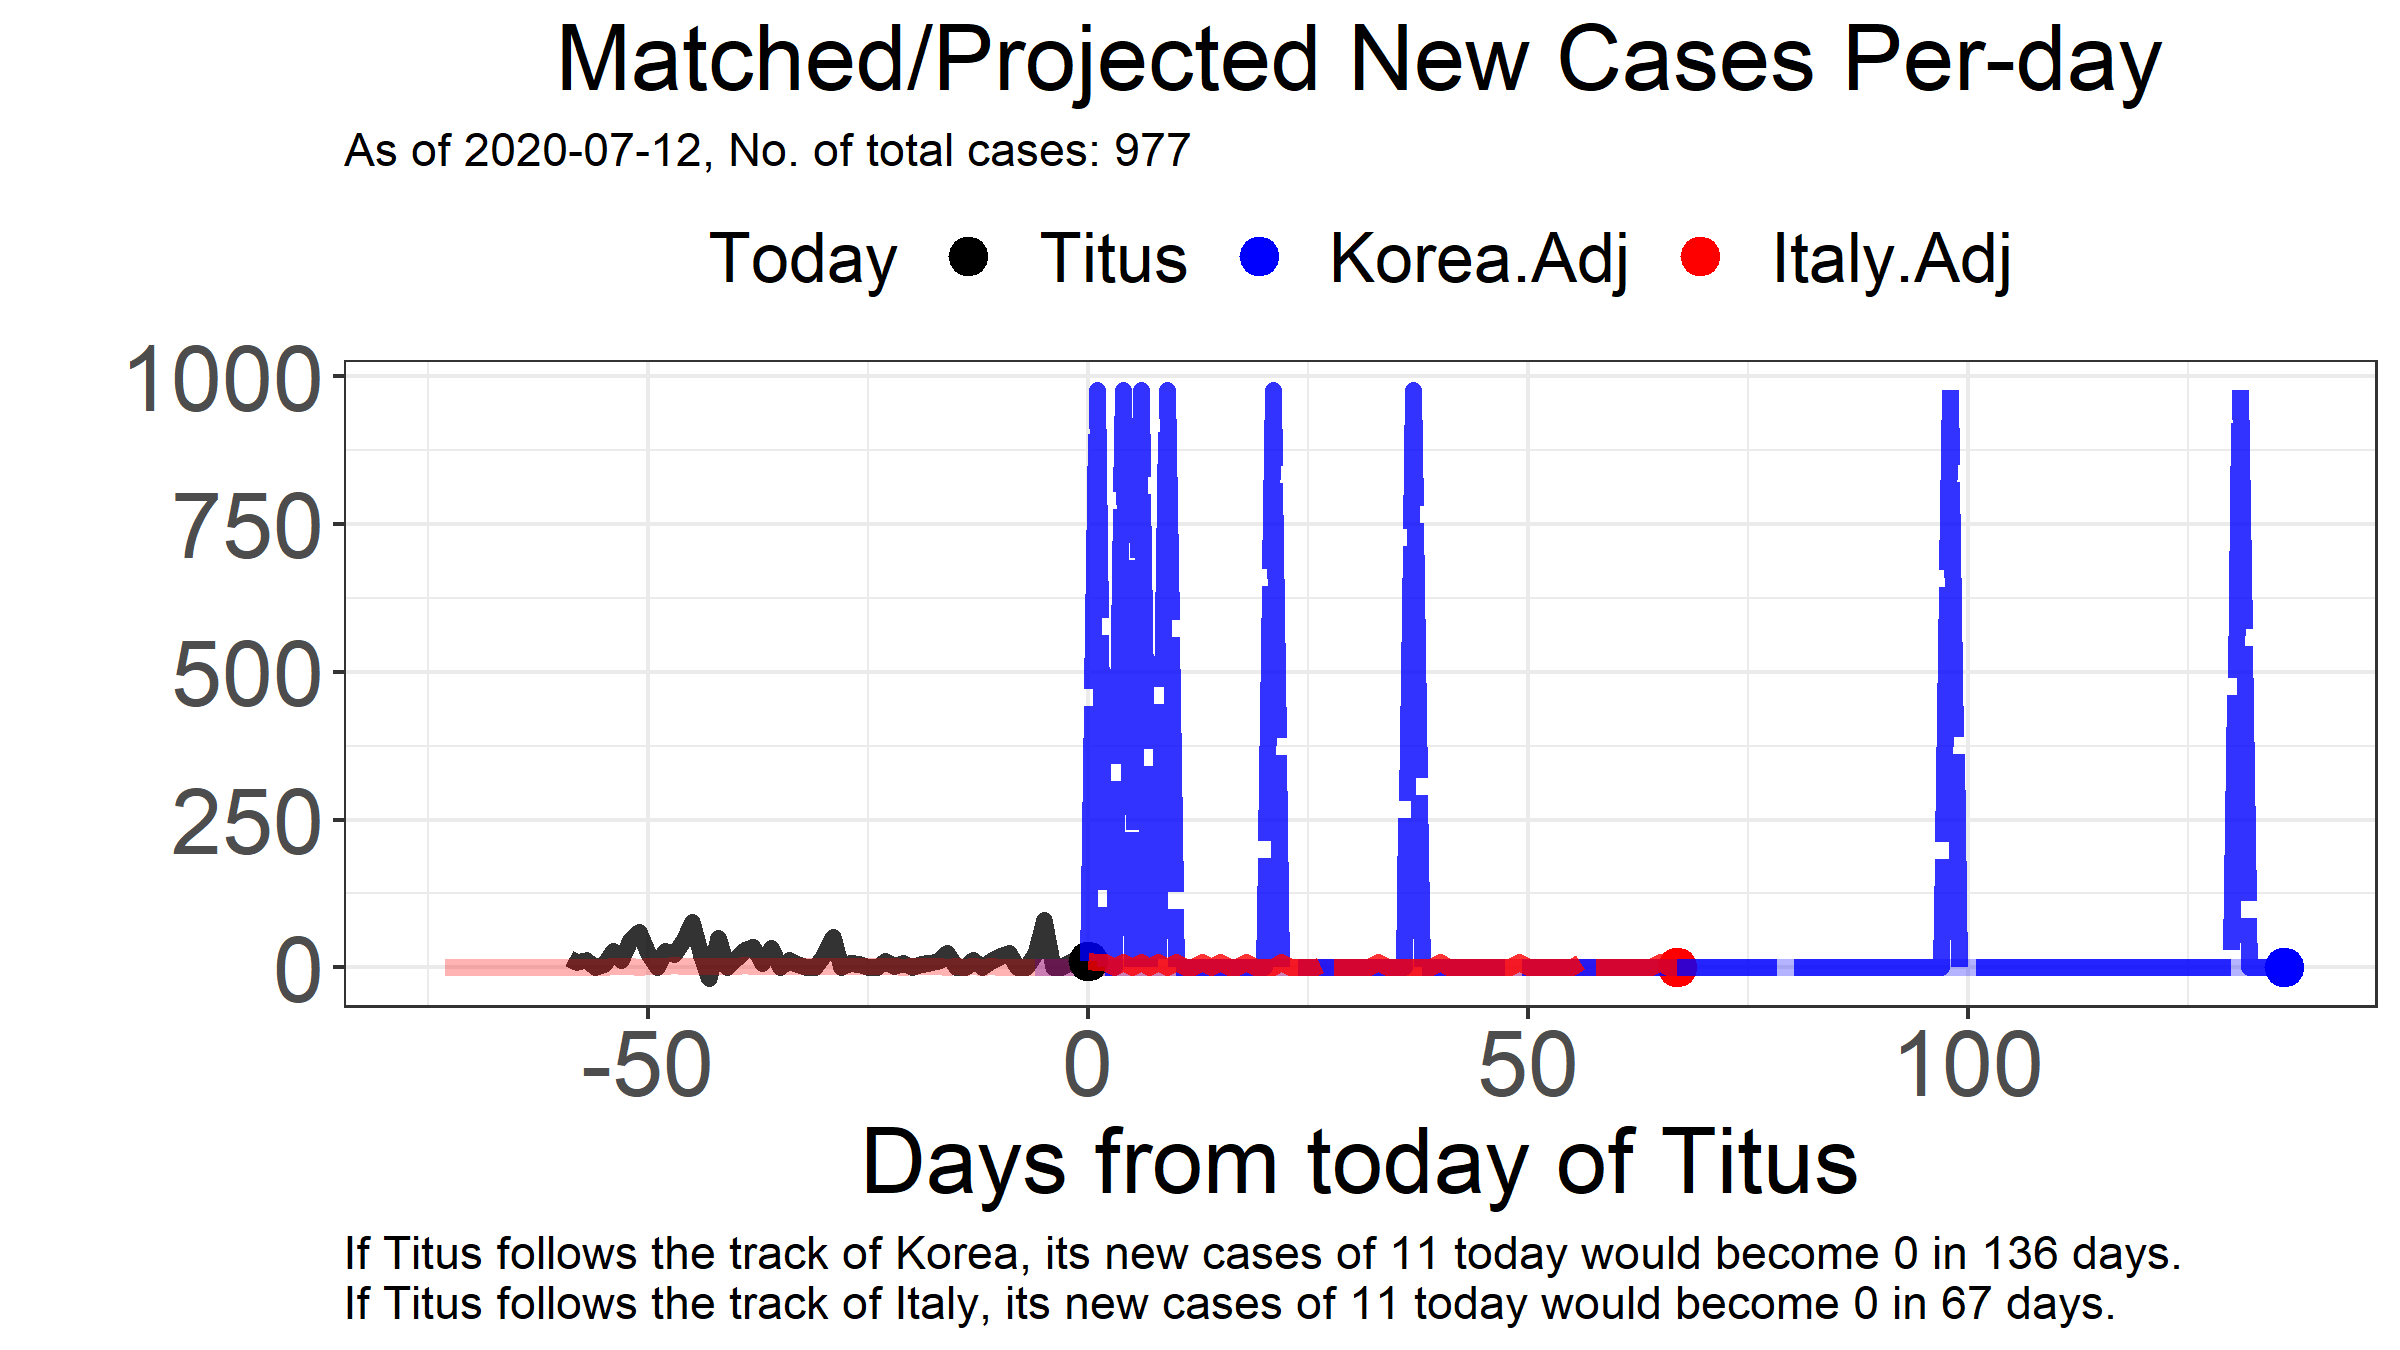 Matched/Projected New Cases Per-day
As of 2020-07-12, No. of total cases: 977
Today Titus Korea.Adj Italy.Adj
1000
750
500
250
0
-50 0 50 100
Days from today of Titus
If Titus follows the track of Korea, its new cases of 11 today would become 0 in 136 days.
If Titus follows the track of Italy, its new cases of 11 today would become 0 in 67 days.